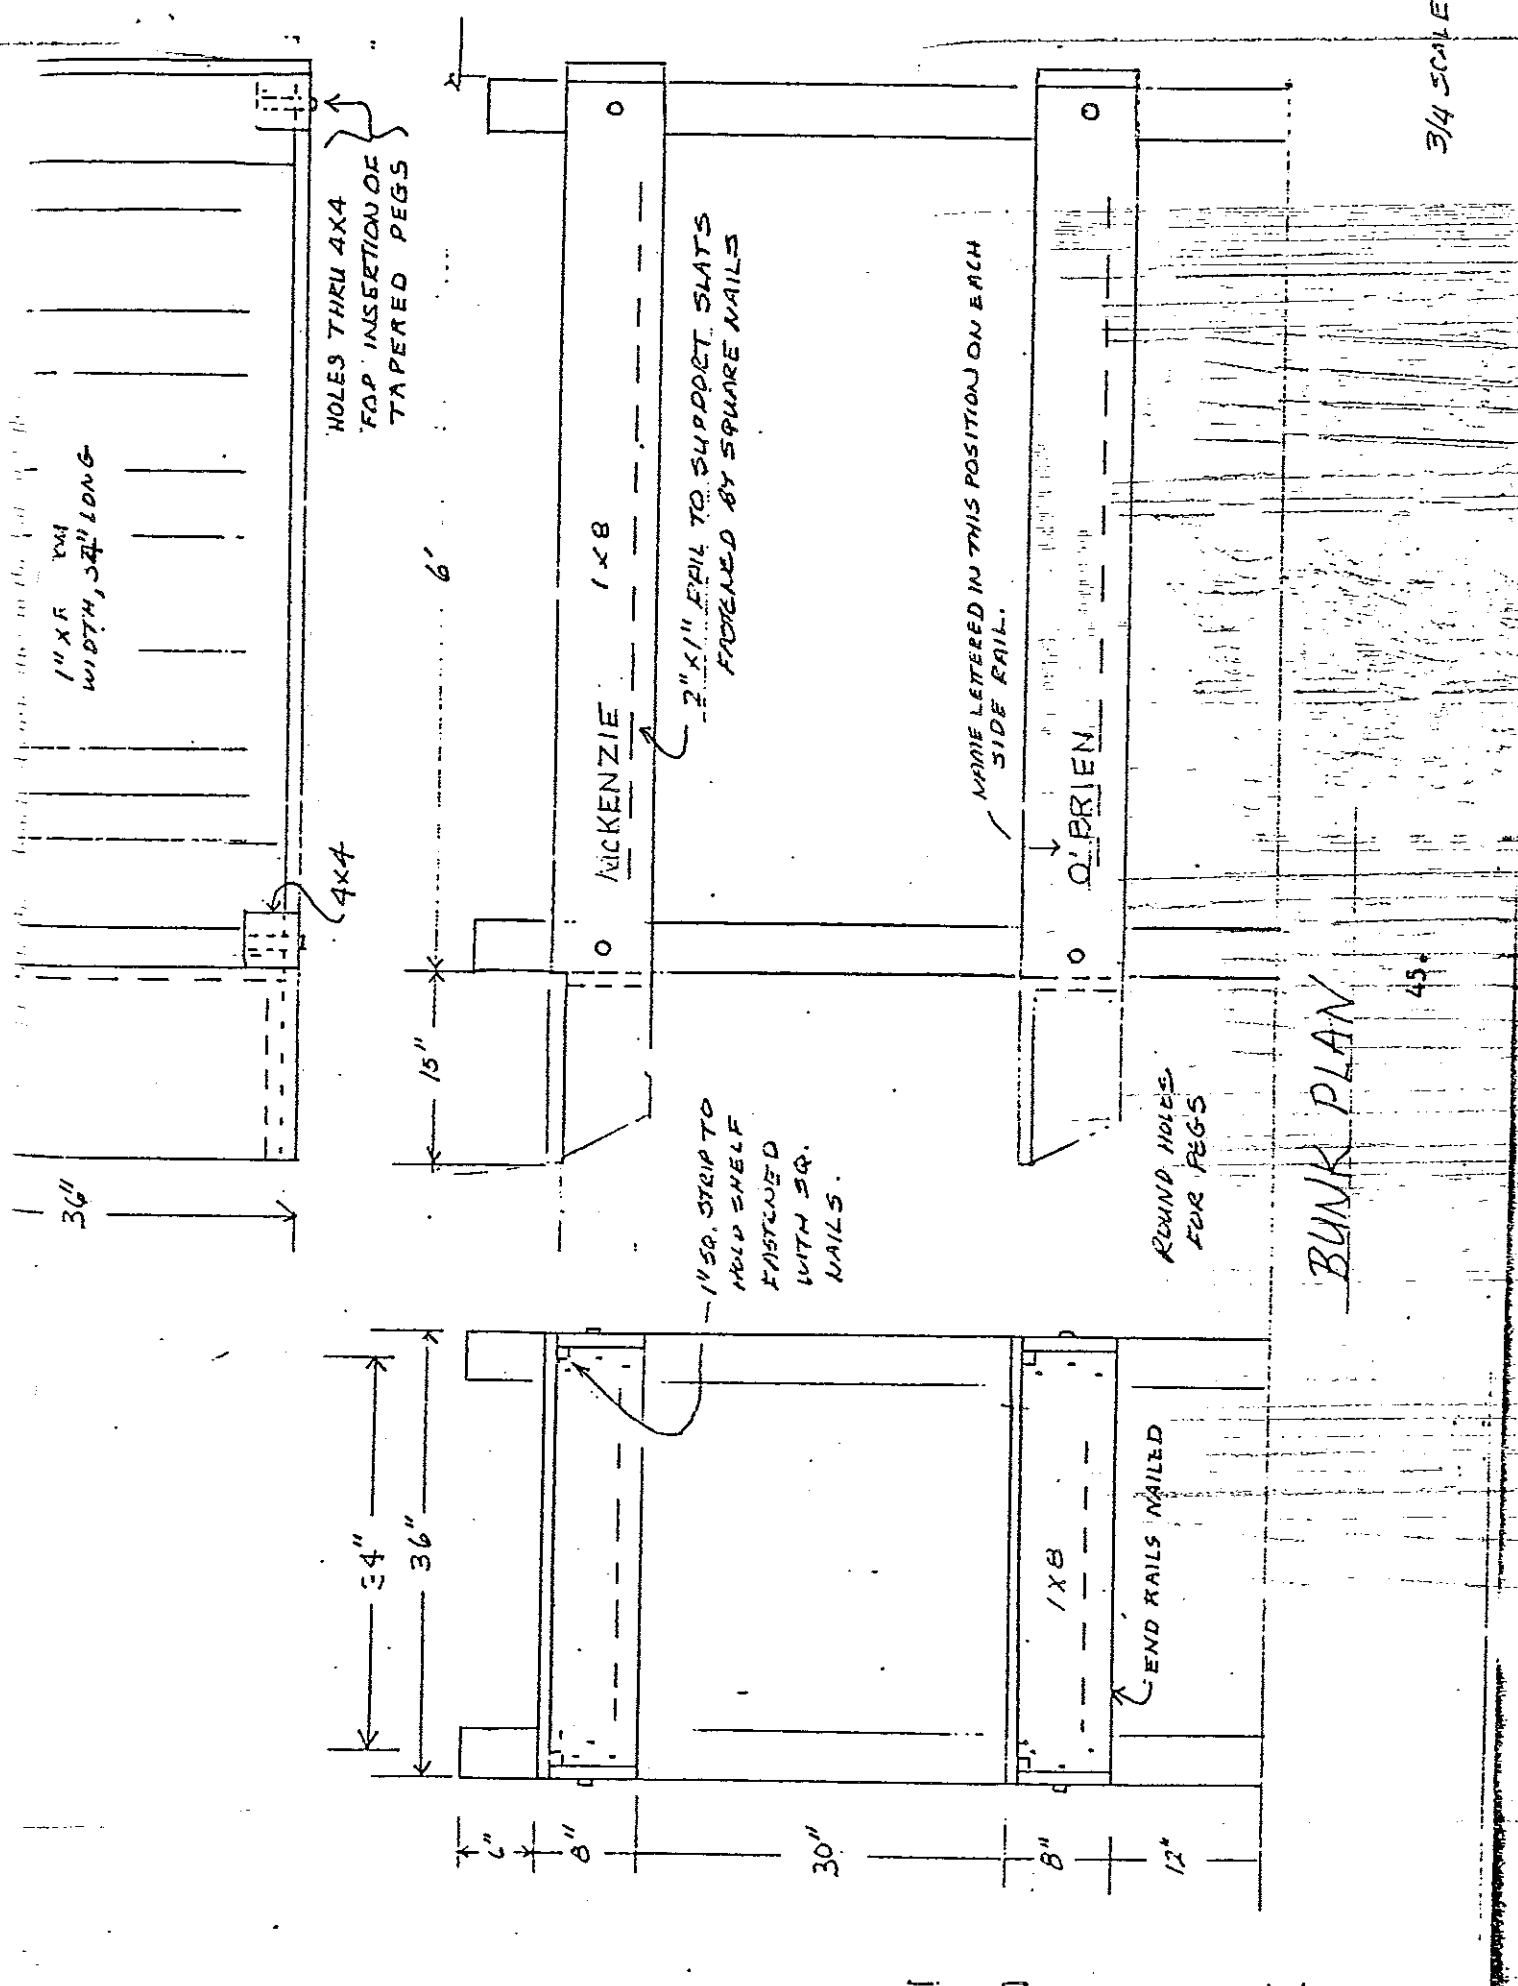 1" X
WIDTH, 34" LONG
HOLES THRU 4X4
FOR INSERTION OF
TAPERED PEGS
4X4
36"
15"
6'
McKENZIE 1X8
2" X 1" RAIL TO SUPPORT SLATS
FASTENED BY SQUARE NAILS
NAME LETTERED IN THIS POSITION ON EACH
SIDE RAIL.
O'BRIEN
34"
36"
1" SQ. STRIP TO
HOLD SHELF
FASTENED
WITH SQ.
NAILS.
ROUND HOLES
FOR PEGS
1X8
END RAILS NAILED
6"
8"
30"
8"
12"
BUNK PLAN
45.
3/4 SCALE